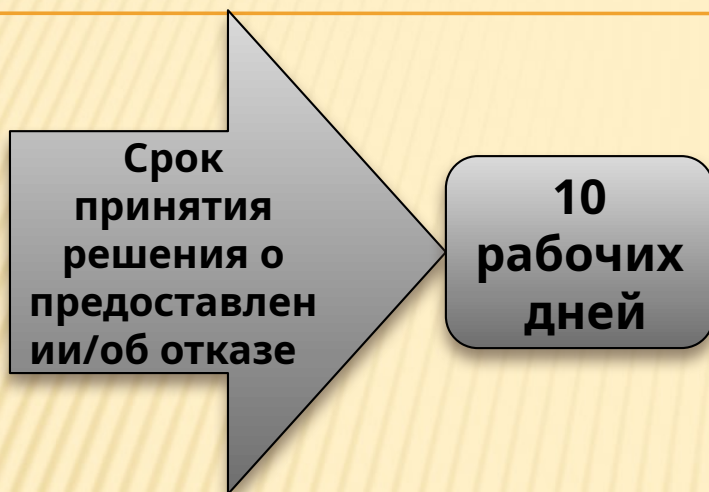 Срок
принятия
решения о
предоставлен
ии/об отказе
10
рабочих
дней